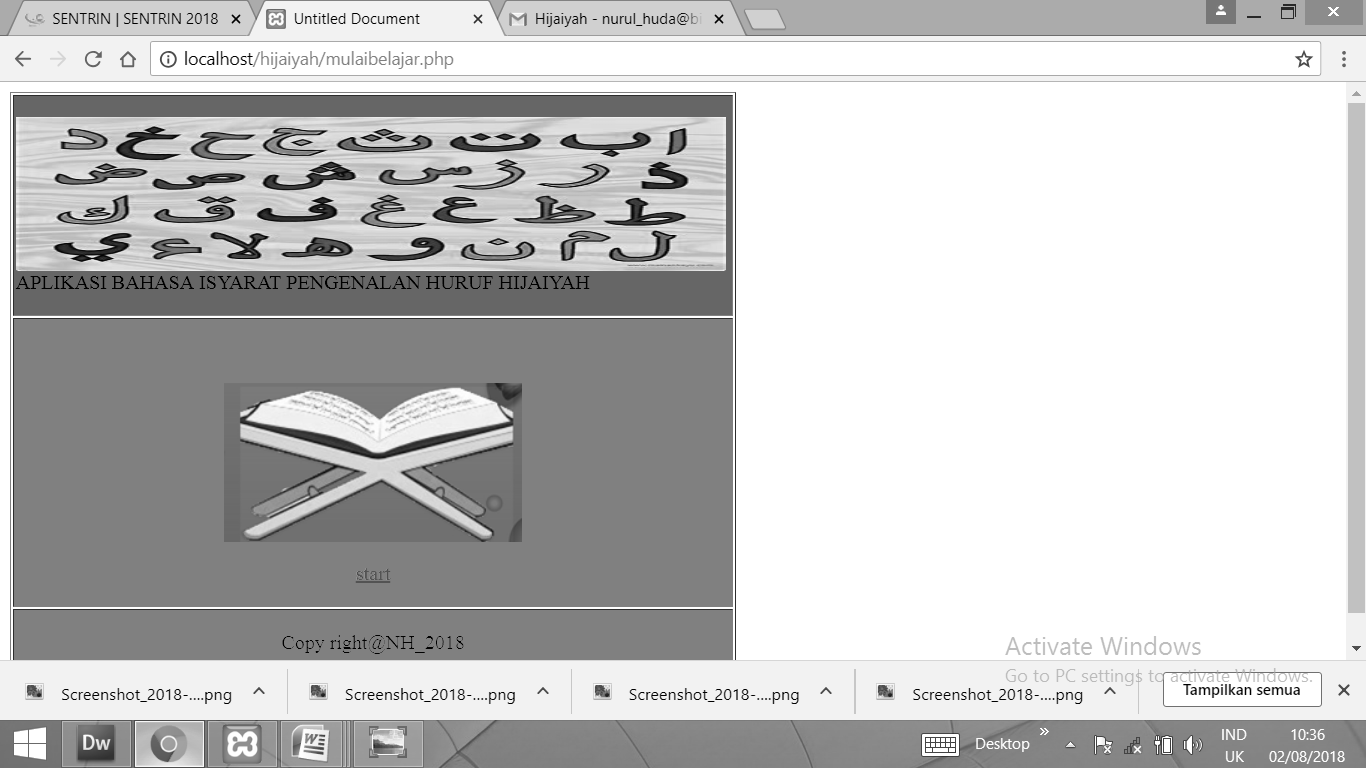 SENTRIN | SENTRIN 2018
Untitled Document
Hijaiyah - nurul_huda@bi
localhost/hijaiyah/mulaibelajar.php
ا ب ت ث ج ح خ د
ذ ر ز س ش ص ض
ط ظ ع غ ف ق ك
ل م ن و ه لا ء ي
APLIKASI BAHASA ISYARAT PENGENALAN HURUF HIJAIYAH
start
Copy right@NH_2018
Activate Windows
Go to PC settings to activate Windows.
Screenshot_2018-....png
Screenshot_2018-....png
Screenshot_2018-....png
Screenshot_2018-....png
Tampilkan semua
Dw
Desktop
IND
UK
10:36
02/08/2018